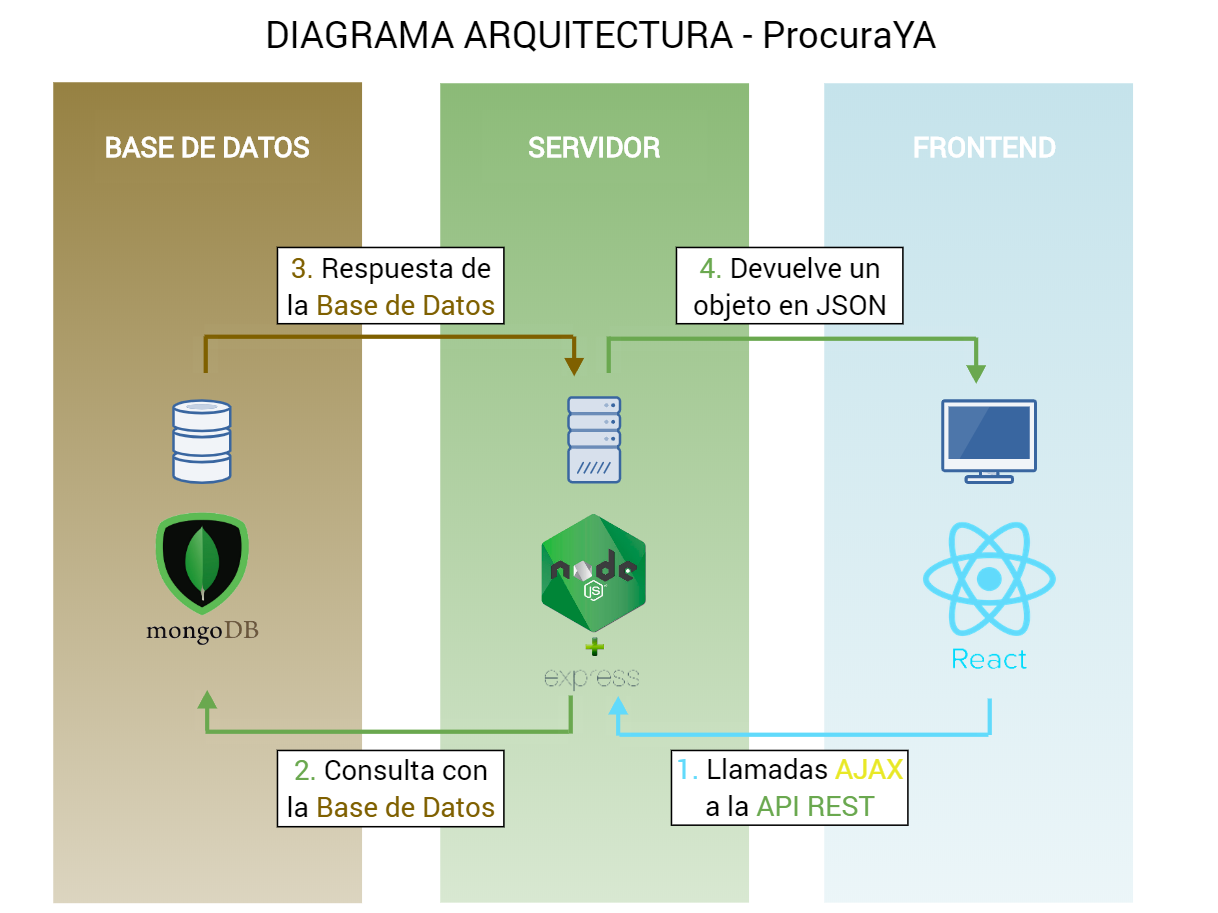 DIAGRAMA ARQUITECTURA - ProcuraYA
BASE DE DATOS
SERVIDOR
FRONTEND
3. Respuesta de
la Base de Datos
4. Devuelve un
objeto en JSON
mongoDB
node
JS
express
React
2. Consulta con
la Base de Datos
1. Llamadas AJAX
a la API REST